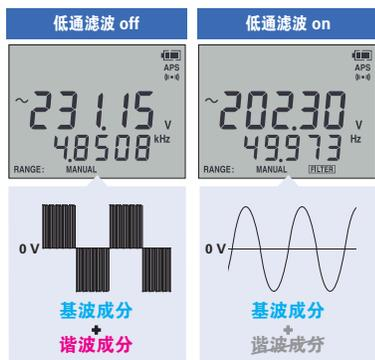 低通滤波 off
APS
~231.15 V
4.8508 kHz
RANGE: MANUAL
0 V
基波成分
+
谐波成分
低通滤波 on
APS
~202.30 V
49.973 Hz
RANGE: MANUAL FILTER
0 V
基波成分
+
谐波成分